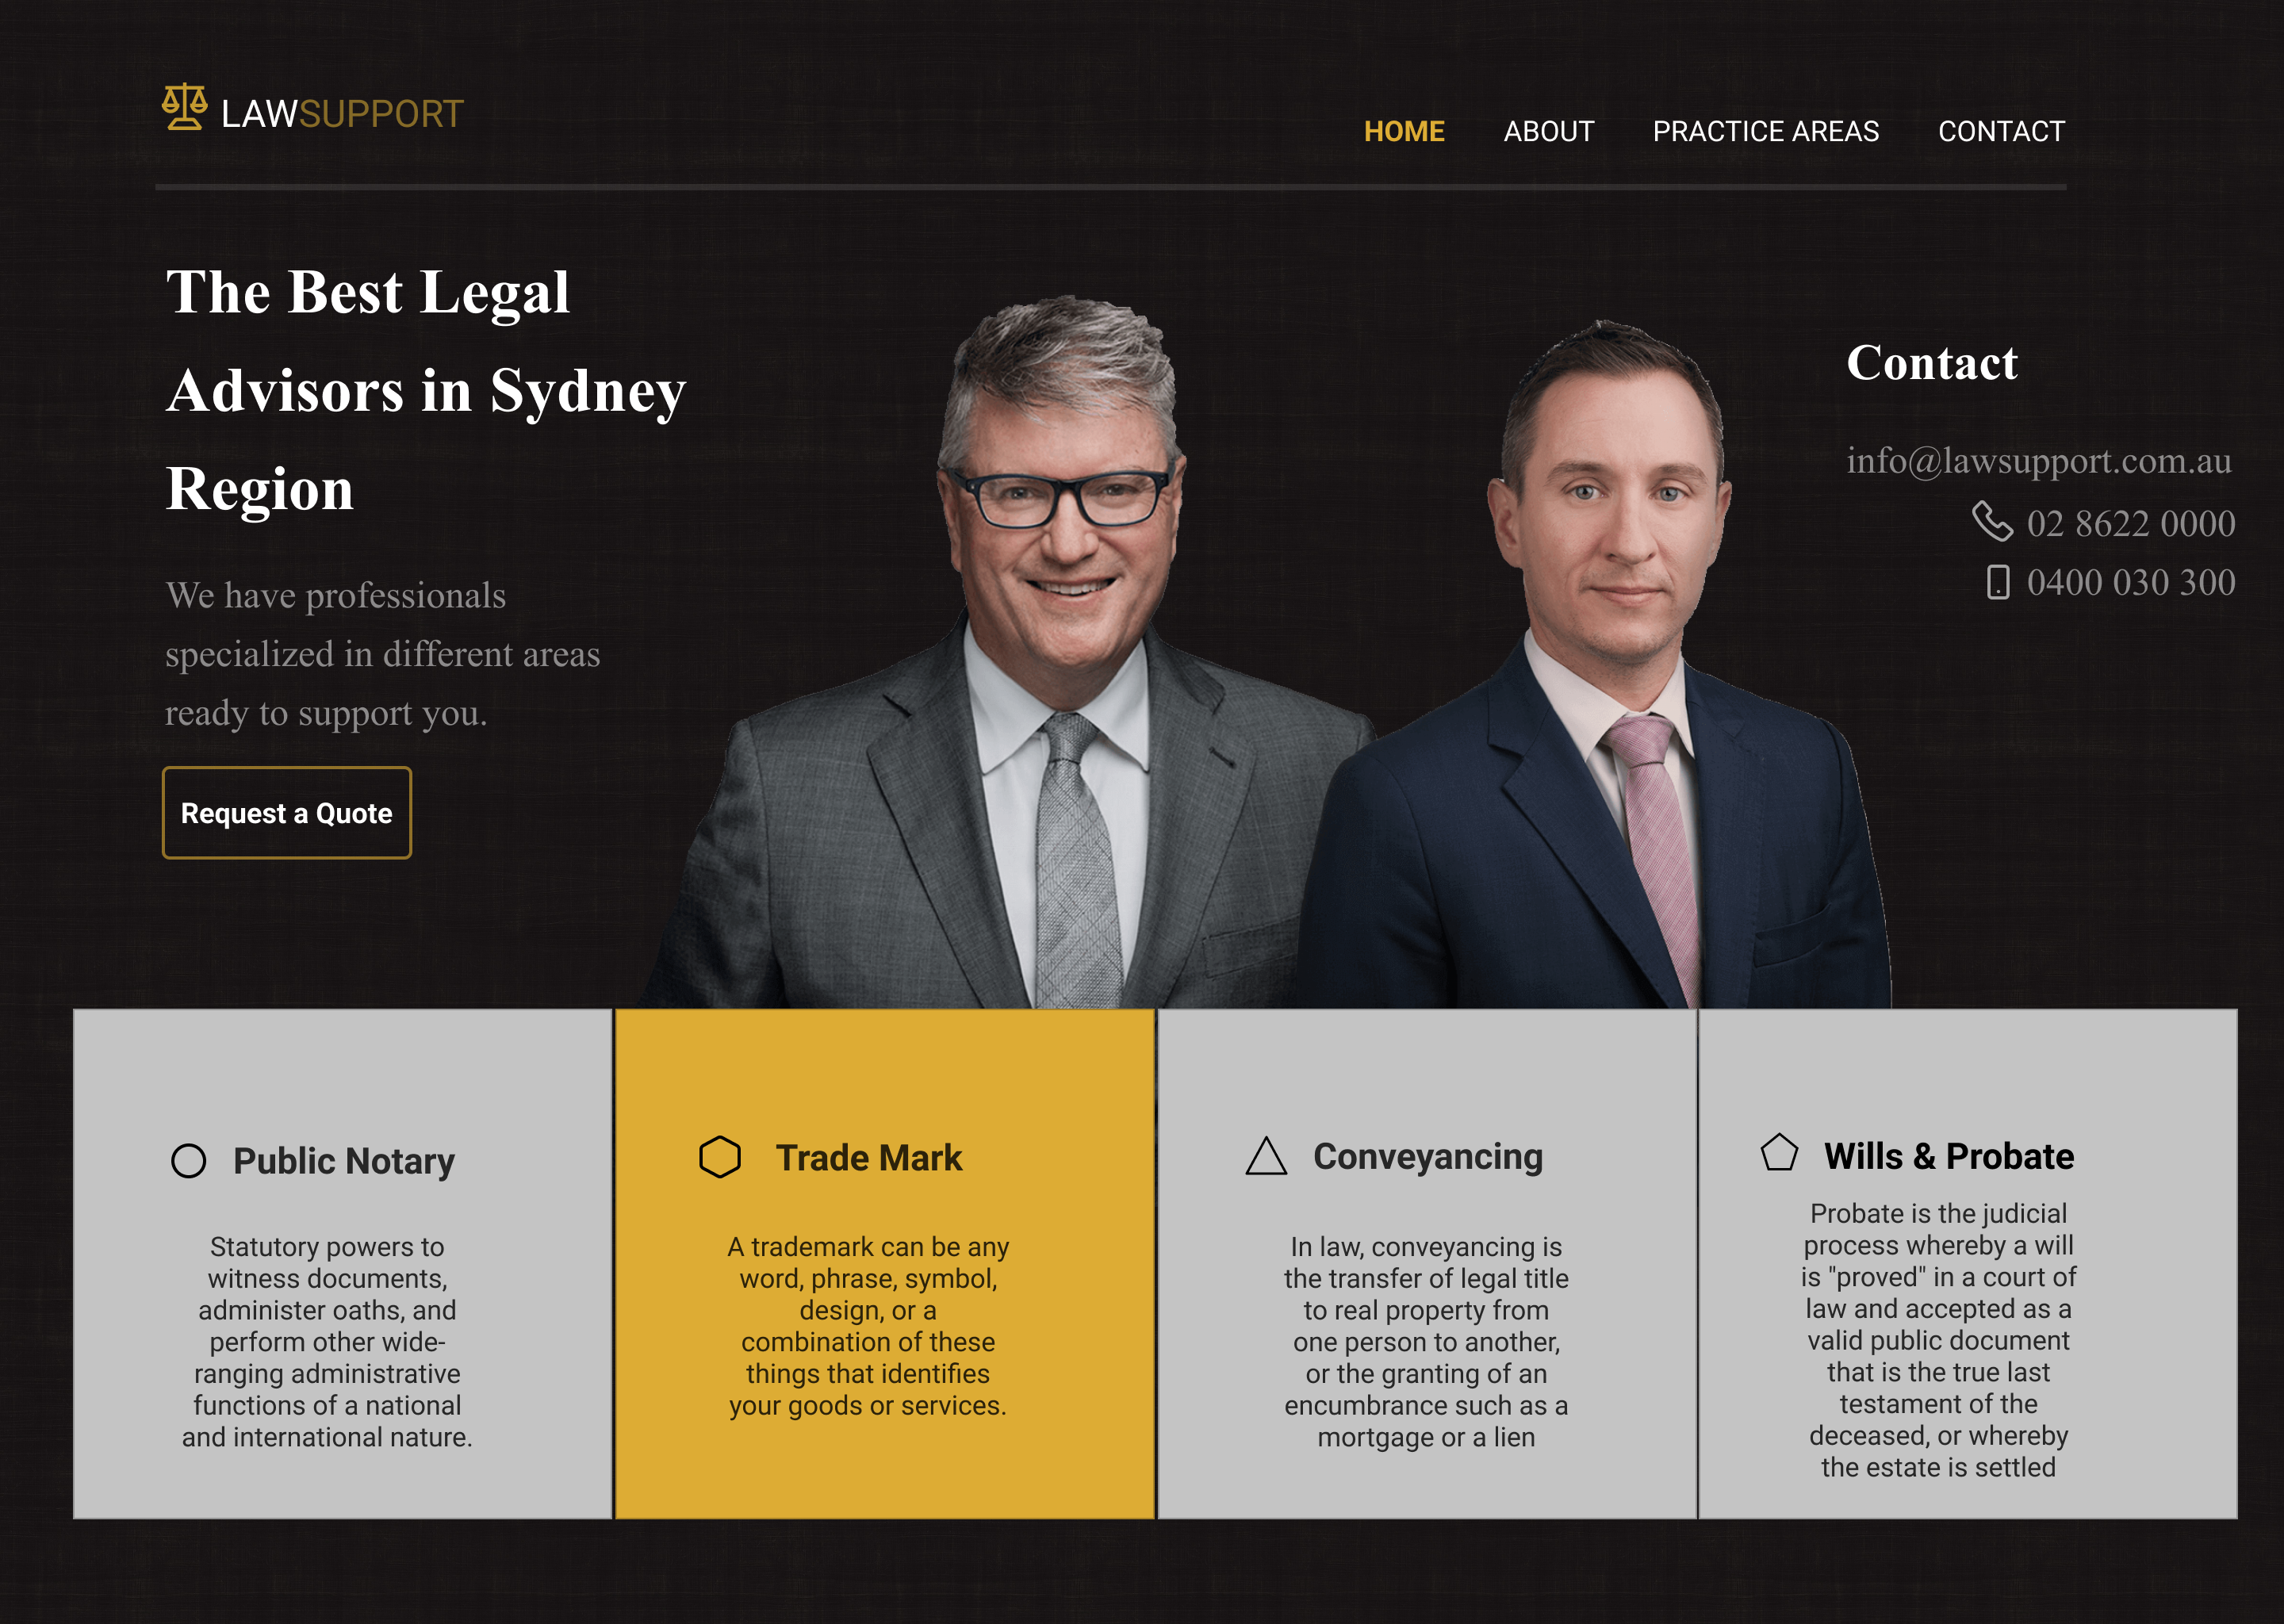 LAWSUPPORT
HOME ABOUT PRACTICE AREAS CONTACT
The Best Legal
Advisors in Sydney
Region
We have professionals
specialized in different areas
ready to support you.
Request a Quote
Contact
info@lawsupport.com.au
02 8622 0000
0400 030 300
Public Notary
Statutory powers to
witness documents,
administer oaths, and
perform other wide-
ranging administrative
functions of a national
and international nature.
Trade Mark
A trademark can be any
word, phrase, symbol,
design, or a
combination of these
things that identifies
your goods or services.
Conveyancing
In law, conveyancing is
the transfer of legal title
to real property from
one person to another,
or the granting of an
encumbrance such as a
mortgage or a lien
Wills & Probate
Probate is the judicial
process whereby a will
is "proved" in a court of
law and accepted as a
valid public document
that is the true last
testament of the
deceased, or whereby
the estate is settled